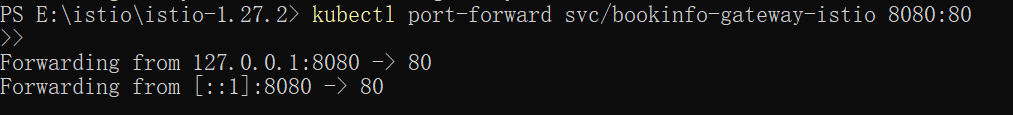 PS E:\istio\istio-1.27.2> kubectl port-forward svc/bookinfo-gateway-istio 8080:80
>>
Forwarding from 127.0.0.1:8080 -> 80
Forwarding from [::1]:8080 -> 80